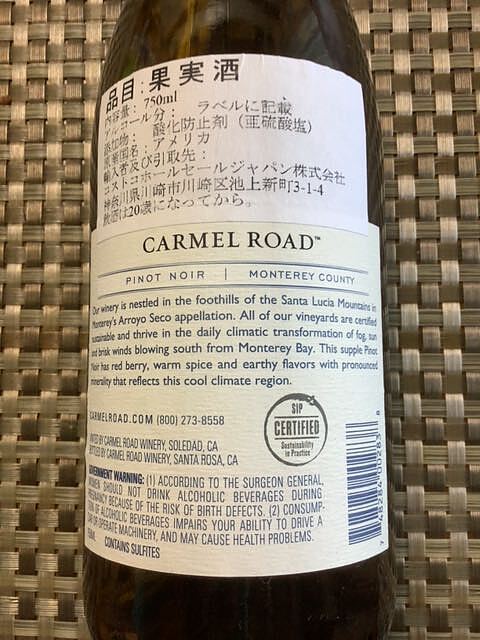 品目:果実酒
内容量: 750ml
アルコール分: ラベルに記載
添加物: 酸化防止剤(亜硫酸塩)
原産国名: アメリカ
輸入者及び引取先:
コストコホールセールジャパン株式会社
神奈川県川崎市川崎区池上新町3-1-4
飲酒は20歳になってから。
CARMEL ROAD™
PINOT NOIR | MONTEREY COUNTY
Our winery is nestled in the foothills of the Santa Lucia Mountains in
Monterey's Arroyo Seco appellation. All of our vineyards are certified
sustainable and thrive in the daily climatic transformation of fog, sun
and brisk winds blowing south from Monterey Bay. This supple Pinot
Noir has red berry, warm spice and earthy flavors with pronounced
minerality that reflects this cool climate region.
CARMELROAD.COM (800) 273-8558
BY CARMEL ROAD WINERY, SOLEDAD, CA
BOTTLED BY CARMEL ROAD WINERY, SANTA ROSA, CA
SIP
CERTIFIED
Sustainability
in Practice
GOVERNMENT WARNING: (1) ACCORDING TO THE SURGEON GENERAL,
WOMEN SHOULD NOT DRINK ALCOHOLIC BEVERAGES DURING
PREGNANCY BECAUSE OF THE RISK OF BIRTH DEFECTS. (2) CONSUMP-
TION OF ALCOHOLIC BEVERAGES IMPAIRS YOUR ABILITY TO DRIVE A
CAR OR OPERATE MACHINERY, AND MAY CAUSE HEALTH PROBLEMS.
CONTAINS SULFITES
7 48284 00283 8